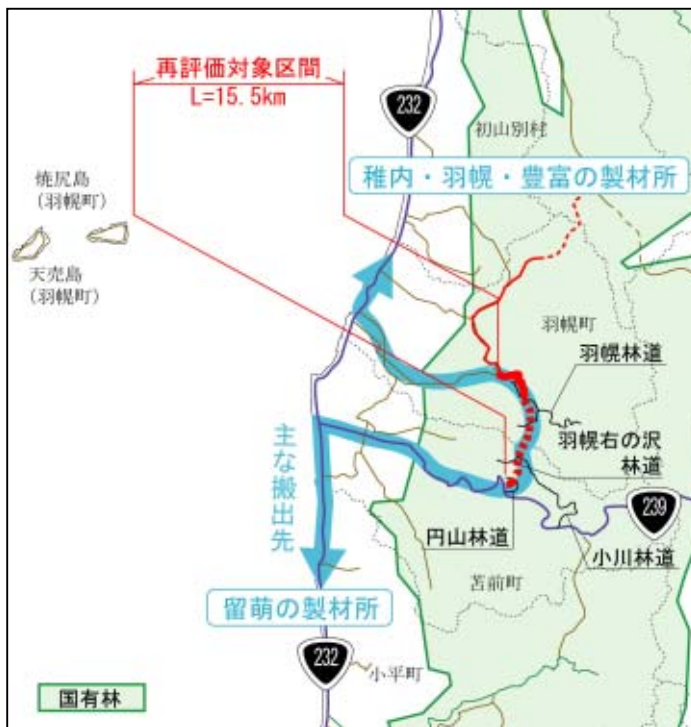 再評価対象区間
L=15.5km
232
初山別村
稚内・羽幌・豊富の製材所
焼尻島
(羽幌町)
天売島
(羽幌町)
羽幌町
羽幌林道
羽幌右の沢
林道
主な搬出先
239
円山林道
小川林道
苫前町
留萌の製材所
232
小平町
国有林